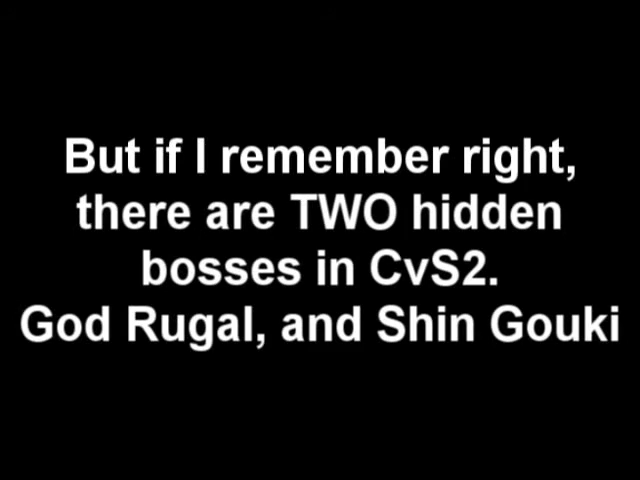 But if I remember right,
there are TWO hidden
bosses in CvS2.
God Rugal, and Shin Gouki